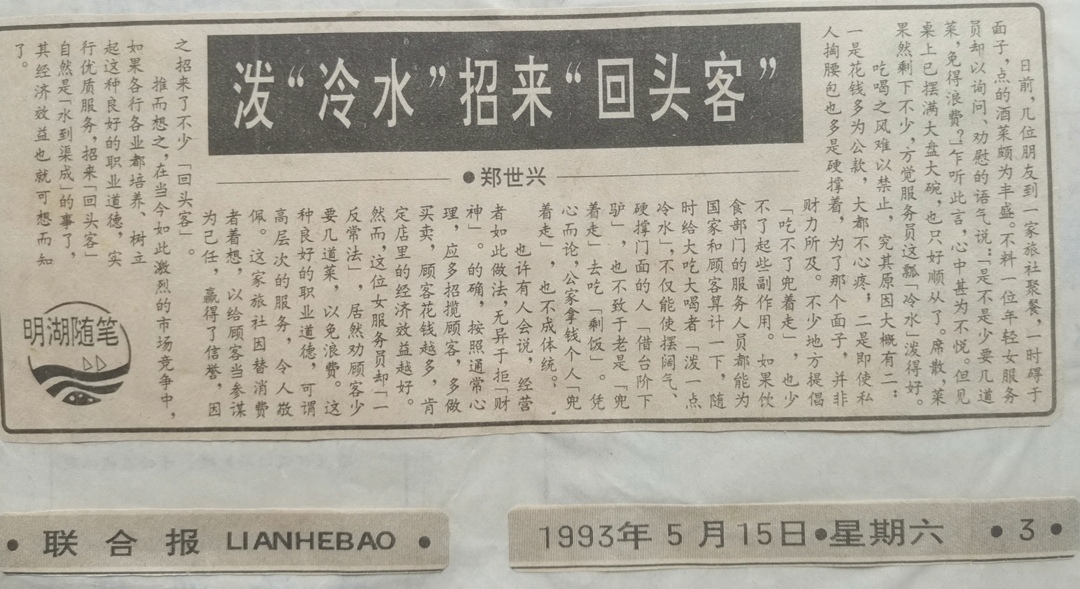 泼“冷水”招来“回头客”
●郑世兴
日前，几位朋友到一家旅社聚餐，一时碍于
面子，点的酒菜颇为丰盛。不料一位年轻女服务
员却以询问、劝慰的语气说：「是不是少要几道
菜，免得浪费？」乍听此言，心中甚为不悦。但见
桌上已摆满大盘大碗，也只好顺从了。席散，菜
果然剩下不少，方觉服务员这瓢「冷水」泼得好。
吃喝之风难以禁止，究其原因大概有二：
一是花钱多为公款，大都不心疼，二是即使私
人掏腰包也多是硬撑着，为了那个面子，并非
财力所及。不少地方提倡
「吃不了兜着走」，也少
不了起些副作用。如果饮
食部门的服务人员都能为
国家和顾客算计一下，随
时给大吃大喝者「泼一点
冷水」，不仅能使摆阔气、
硬撑门面的人「借台阶下
驴」，也不致于老是「兜
着走」去吃「剩饭」。凭
心而论，公家拿钱个人「兜
着走」，也不成体统。
也许有人会说，经营
者如此做法，无异于拒「财
神」。的确，按照通常心
理，应多招揽顾客，多做
买卖，顾客花钱越多，肯
定店里的经济效益越好。
然而，这位女服务员却「一
反常法」，居然劝顾客少
要几道菜，以免浪费。这
种良好的职业道德，可谓
高层次的服务，令人敬
佩。这家旅社因替消费
者着想，以给顾客当参谋
为己任，赢得了信誉，因
之招来了不少「回头客」。
推而想之，在当今如此激烈的市场竞争中，
如果各行各业都培养、树立
起这种良好的职业道德，实
行优质服务，招来「回头客」
自然是「水到渠成」的事了，
其经济效益也就可想而知
了。
明湖随笔
●联合报 LIANHEBAO●
1993年5月15日●星期六 ●3●